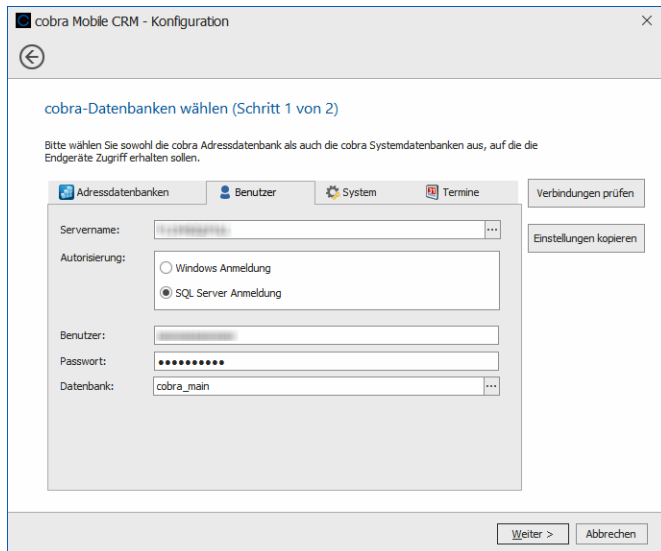 cobra Mobile CRM - Konfiguration
cobra-Datenbanken wählen (Schritt 1 von 2)
Bitte wählen Sie sowohl die cobra Adressdatenbank als auch die cobra Systemdatenbanken aus, auf die die
Endgeräte Zugriff erhalten sollen.
Adressdatenbanken Benutzer System Termine
Verbindungen prüfen
Servername: ...
Einstellungen kopieren
Autorisierung:
Windows Anmeldung
SQL Server Anmeldung
Benutzer:
Passwort: ••••••••••
Datenbank: cobra_main ...
Weiter > Abbrechen